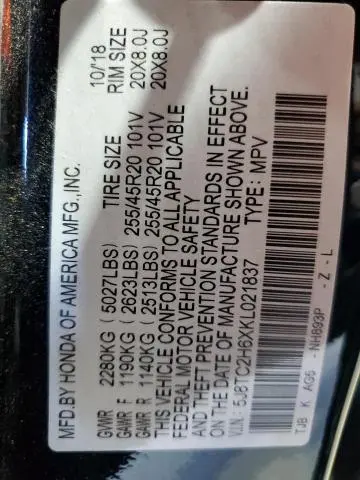 MFD.BY HONDA OF AMERICA MFG.,INC. 10/18
GVWR 2280KG (5027LBS) TIRE SIZE RIM SIZE
GAWR F 1190KG (2623LBS) 255/45R20 101V 20X8.0J
GAWR R 1140KG (2513LBS) 255/45R20 101V 20X8.0J
THIS VEHICLE CONFORMS TO ALL APPLICABLE
FEDERAL MOTOR VEHICLE SAFETY
AND THEFT PREVENTION STANDARDS IN EFFECT
ON THE DATE OF MANUFACTURE SHOWN ABOVE.
V.I.N.: 5J8TC2H6XKL021837 TYPE: MPV
TJB K AG5 -NH893P - Z - L